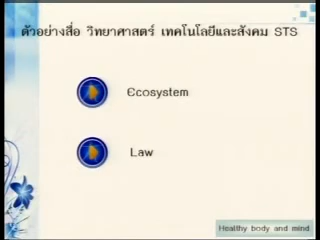 ตัวอย่างสื่อ วิทยาศาสตร์ เทคโนโลยีและสังคม STS
Ecosystem
Law
Healthy body and mind